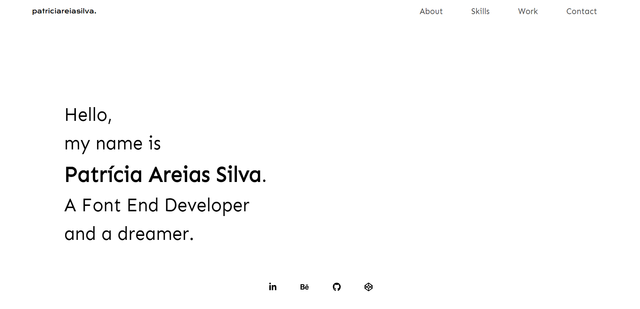 patriciareiasilva.
About Skills Work Contact
Hello,
my name is
Patrícia Areias Silva.
A Font End Developer
and a dreamer.
in Bē